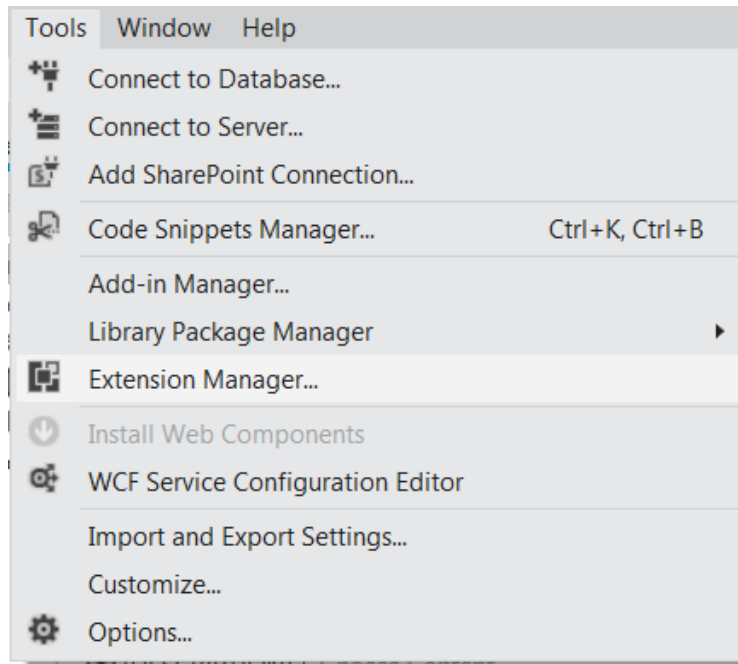 Tools Window Help
Connect to Database...
Connect to Server...
Add SharePoint Connection...
Code Snippets Manager... Ctrl+K, Ctrl+B
Add-in Manager...
Library Package Manager
Extension Manager...
Install Web Components
WCF Service Configuration Editor
Import and Export Settings...
Customize...
Options...